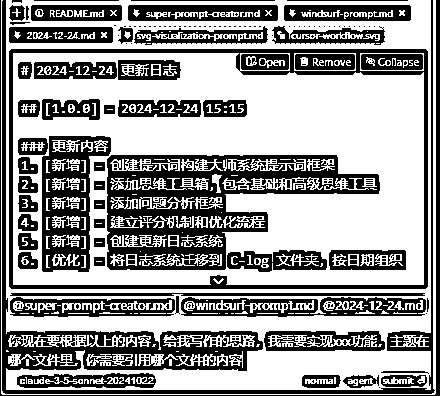 README.md × super-prompt-creator.md × windsurf-prompt.md ×
2024-12-24.md × svg-visualization-prompt.md cursor-workflow.svg
Open Remove Collapse
# 2024-12-24 更新日志
## [1.0.0] - 2024-12-24 15:15
### 更新内容
1. [新增] - 创建提示词构建大师系统提示词框架
2. [新增] - 添加思维工具箱，包含基础和高级思维工具
3. [新增] - 添加问题分析框架
4. [新增] - 建立评分机制和优化流程
5. [新增] - 创建更新日志系统
6. [优化] - 将日志系统迁移到 C-log 文件夹，按日期组织
@super-prompt-creator.md @windsurf-prompt.md @2024-12-24.md
你现在要根据以上的内容，给我写作的思路，我需要实现xxx功能，主题在
哪个文件里，你需要引用哪个文件的内容
claude-3-5-sonnet-20241022 normal agent submit